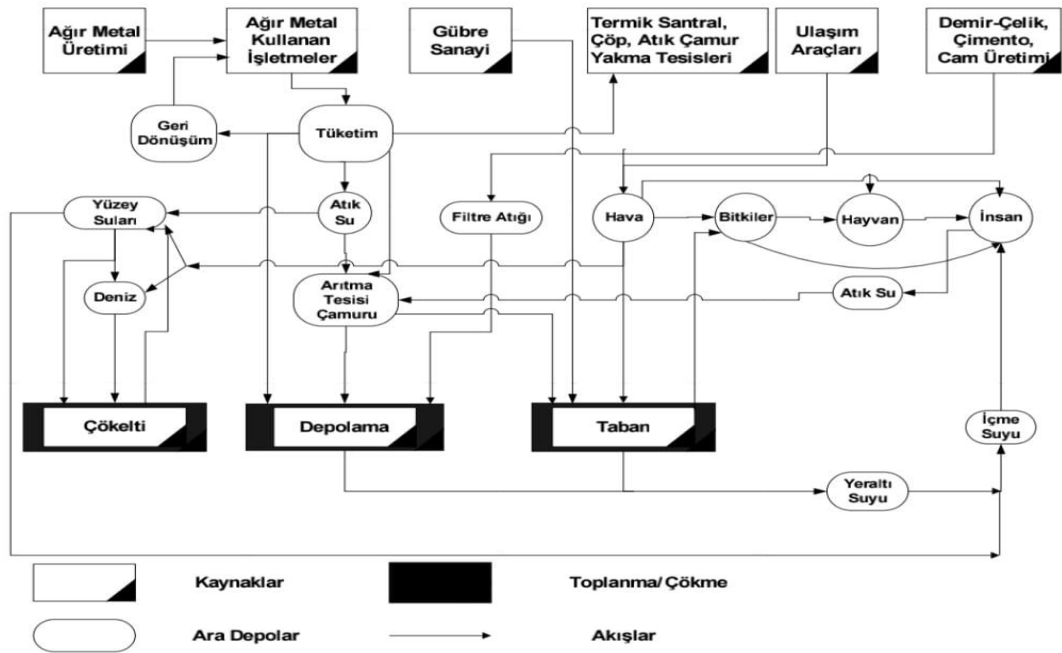 Ağır Metal
Üretimi
Ağır Metal
Kullanan
İşletmeler
Gübre
Sanayi
Termik Santral,
Çöp, Atık Çamur
Yakma Tesisleri
Ulaşım
Araçları
Demir-Çelik,
Çimento,
Cam Üretimi
Geri
Dönüşüm
Tüketim
Yüzey
Suları
Atık
Su
Filtre Atığı
Hava
Bitkiler
Hayvan
İnsan
Deniz
Arıtma
Tesisi
Çamuru
Atık Su
Çökelti
Depolama
Taban
İçme
Suyu
Yeraltı
Suyu
Kaynaklar
Toplanma/Çökme
Ara Depolar
Akışlar